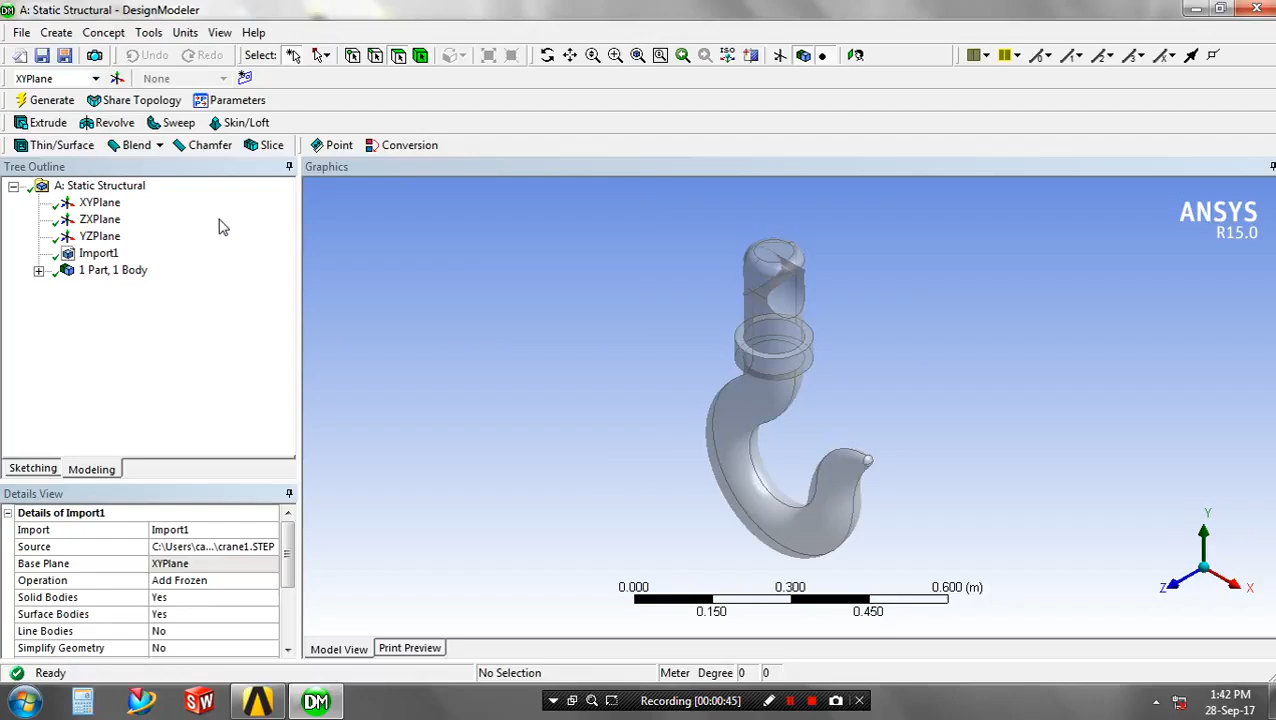 A: Static Structural - DesignModeler
File Create Concept Tools Units View Help
Undo Redo Select:
XYPlane None
Generate Share Topology Parameters
Extrude Revolve Sweep Skin/Loft
Thin/Surface Blend Chamfer Slice Point Conversion
Tree Outline
Graphics
A: Static Structural
XYPlane
ZXPlane
YZPlane
Import1
1 Part, 1 Body
ANSYS
R15.0
Sketching Modeling
Details View
Details of Import1
Import Import1
Source C:\Users\ca...\crane1.STEP
Base Plane XYPlane
Operation Add Frozen
Solid Bodies Yes
Surface Bodies Yes
Line Bodies No
Simplify Geometry No
0.000 0.300 0.600 (m)
0.150 0.450
Y
Z
X
Model View Print Preview
Ready
No Selection
Meter Degree 0 0
Recording [00:00:45]
1:42 PM
28-Sep-17